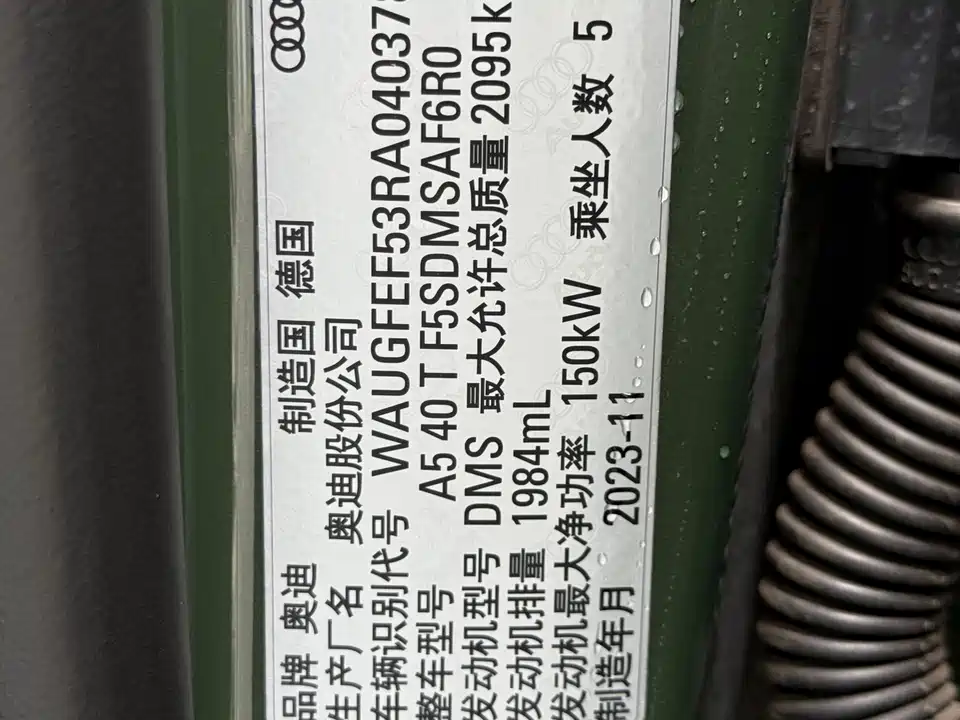 品牌 奥迪 制造国 德国
生产厂名 奥迪股份公司
车辆识别代号 WAUGFEF53RA040378
整车型号 A5 40 T F5SDMSAF6R0
发动机型号 DMS 最大允许总质量 2095k
发动机排量 1984mL
发动机最大净功率 150kW 乘坐人数 5
制造年月 2023-11